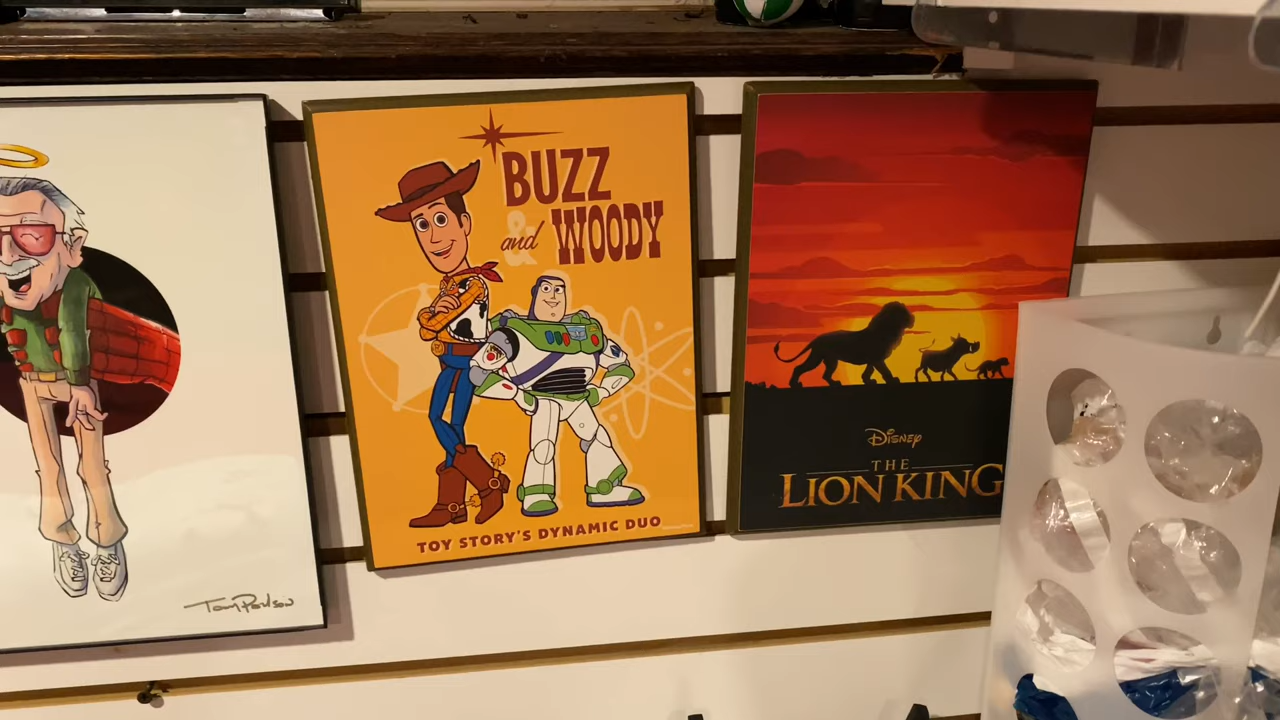 BUZZ
and WOODY
TOY STORY'S DYNAMIC DUO
Disney
THE
LION KING
Tom Paulson